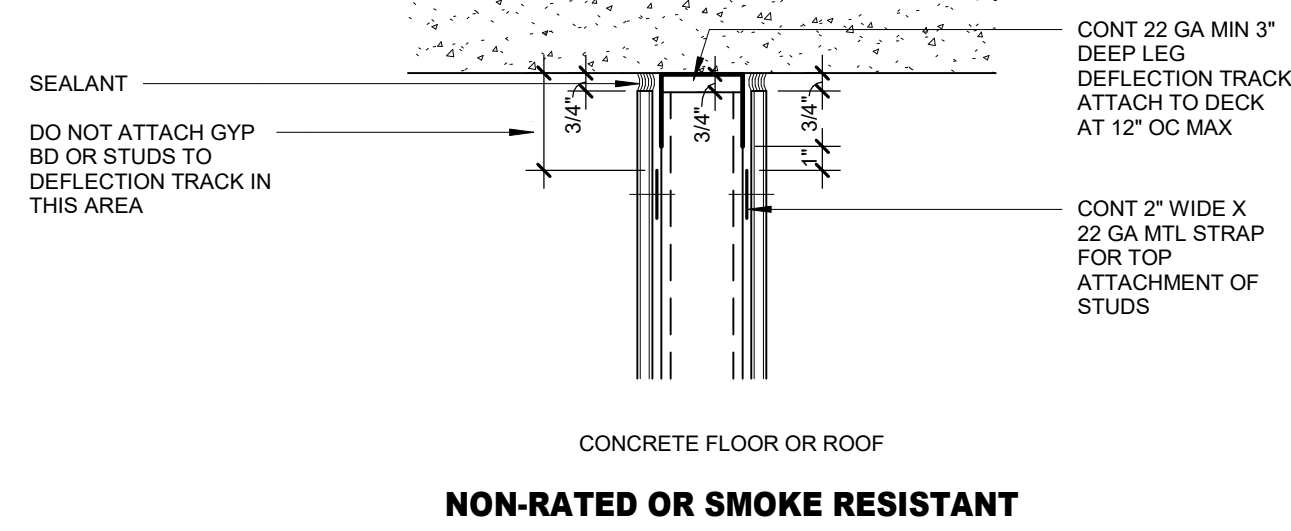 SEALANT
DO NOT ATTACH GYP
BD OR STUDS TO
DEFLECTION TRACK IN
THIS AREA
3/4"
3/4"
3/4"
1"
CONT 22 GA MIN 3"
DEEP LEG
DEFLECTION TRACK
ATTACH TO DECK
AT 12" OC MAX
CONT 2" WIDE X
22 GA MTL STRAP
FOR TOP
ATTACHMENT OF
STUDS
CONCRETE FLOOR OR ROOF
NON-RATED OR SMOKE RESISTANT